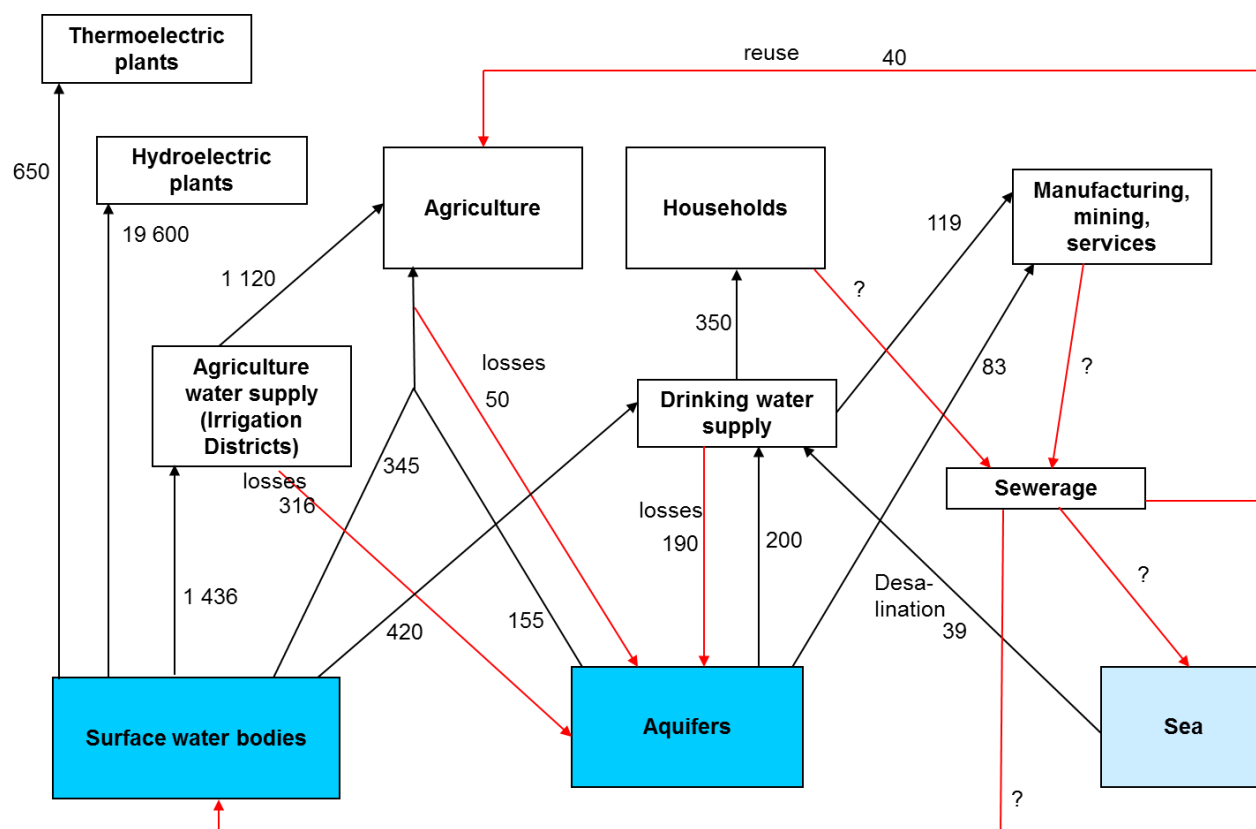 Thermoelectric
plants
reuse
40
650
Hydroelectric
plants
19 600
Agriculture
Households
Manufacturing,
mining,
services
119
1 120
?
350
losses
50
83
?
Agriculture
water supply
(Irrigation
Districts)
Drinking water
supply
345
losses
316
Sewerage
losses
190
200
?
1 436
420
155
Desa-
lination
39
Surface water bodies
Aquifers
Sea
?